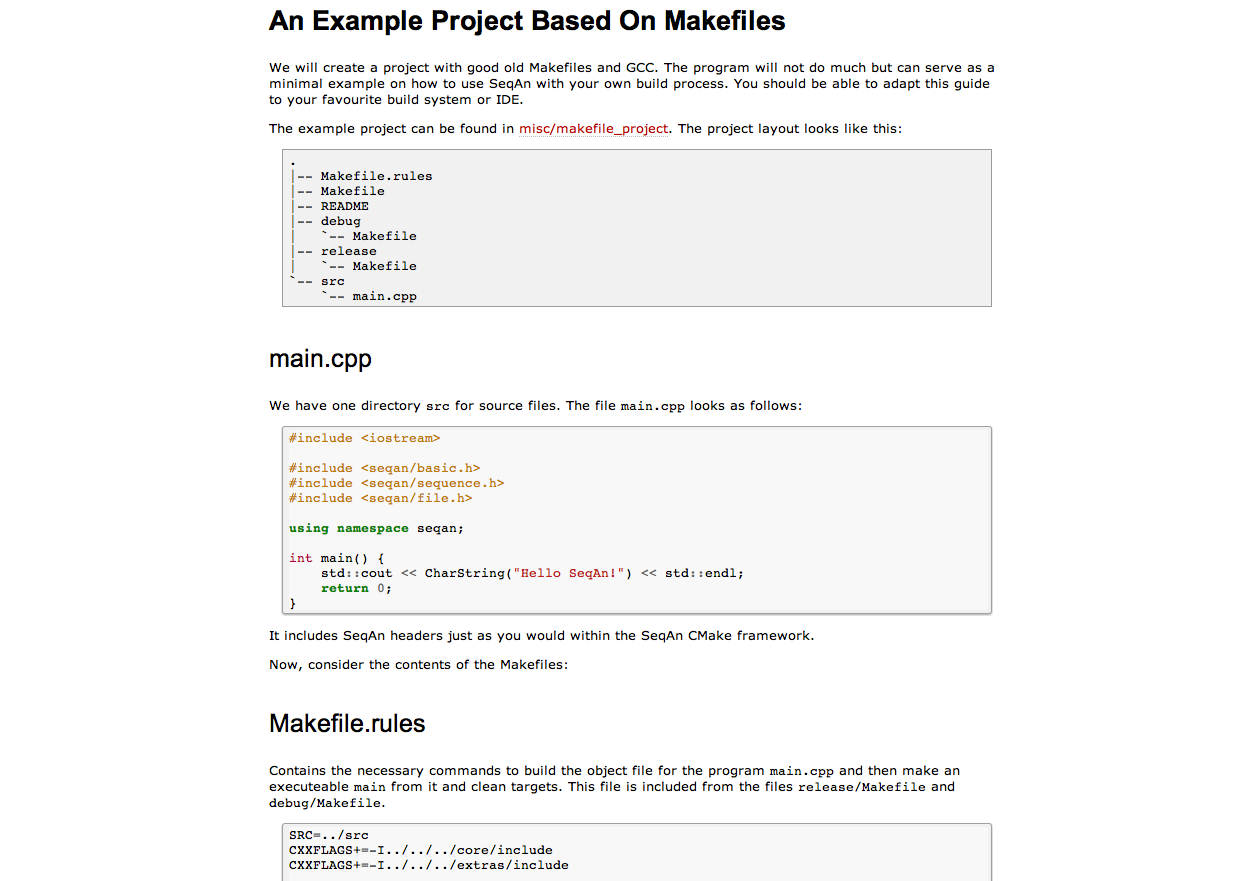 An Example Project Based On Makefiles
We will create a project with good old Makefiles and GCC. The program will not do much but can serve as a
minimal example on how to use SeqAn with your own build process. You should be able to adapt this guide
to your favourite build system or IDE.
The example project can be found in misc/makefile_project. The project layout looks like this:
.
|-- Makefile.rules
|-- Makefile
|-- README
|-- debug
|   `-- Makefile
|-- release
|   `-- Makefile
`-- src
    `-- main.cpp
main.cpp
We have one directory src for source files. The file main.cpp looks as follows:
#include <iostream>
#include <seqan/basic.h>
#include <seqan/sequence.h>
#include <seqan/file.h>
using namespace seqan;
int main() {
    std::cout << CharString("Hello SeqAn!") << std::endl;
    return 0;
}
It includes SeqAn headers just as you would within the SeqAn CMake framework.
Now, consider the contents of the Makefiles:
Makefile.rules
Contains the necessary commands to build the object file for the program main.cpp and then make an
executeable main from it and clean targets. This file is included from the files release/Makefile and
debug/Makefile.
SRC=../src
CXXFLAGS+=-I../../../core/include
CXXFLAGS+=-I../../../extras/include